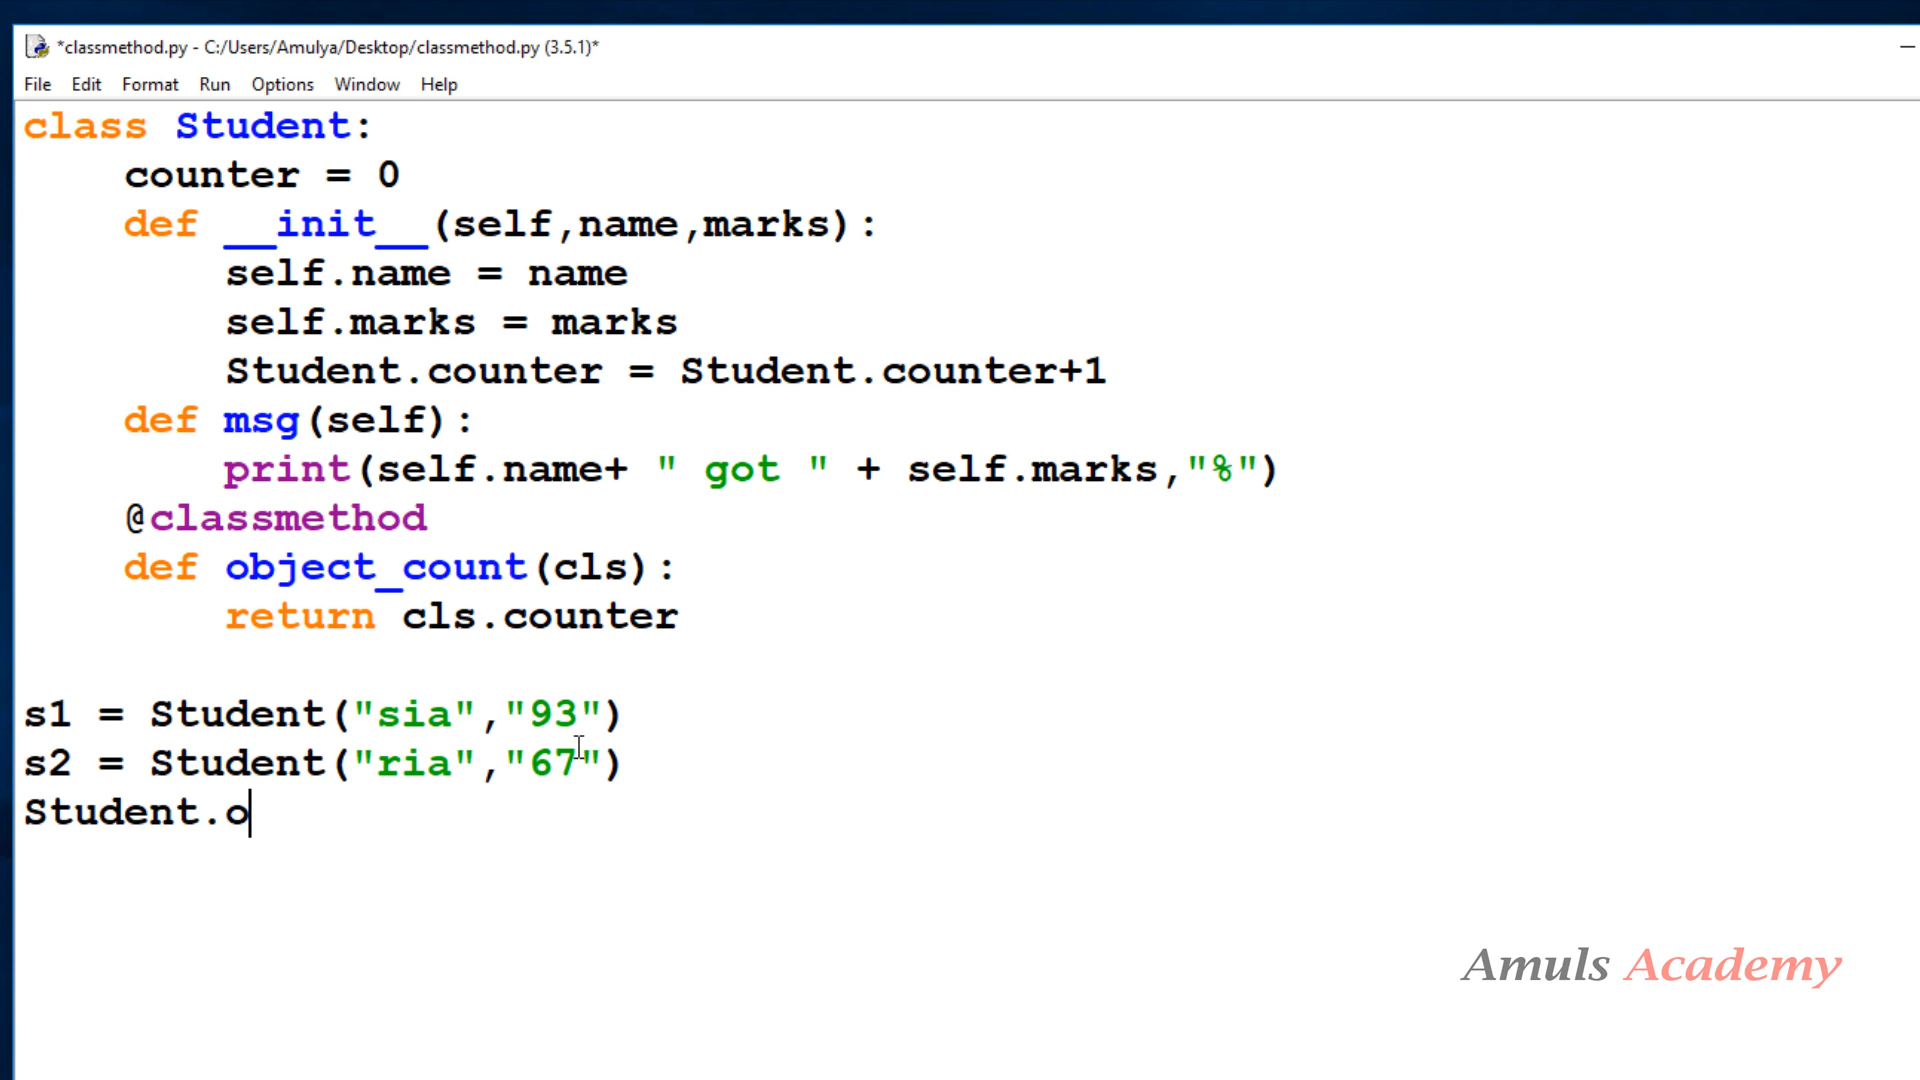 *classmethod.py - C:/Users/Amulya/Desktop/classmethod.py (3.5.1)*
File Edit Format Run Options Window Help
class Student:
    counter = 0
    def __init__(self,name,marks):
        self.name = name
        self.marks = marks
        Student.counter = Student.counter+1
    def msg(self):
        print(self.name+ " got " + self.marks,"%")
    @classmethod
    def object_count(cls):
        return cls.counter
s1 = Student("sia","93")
s2 = Student("ria","67")
Student.o
Amuls Academy